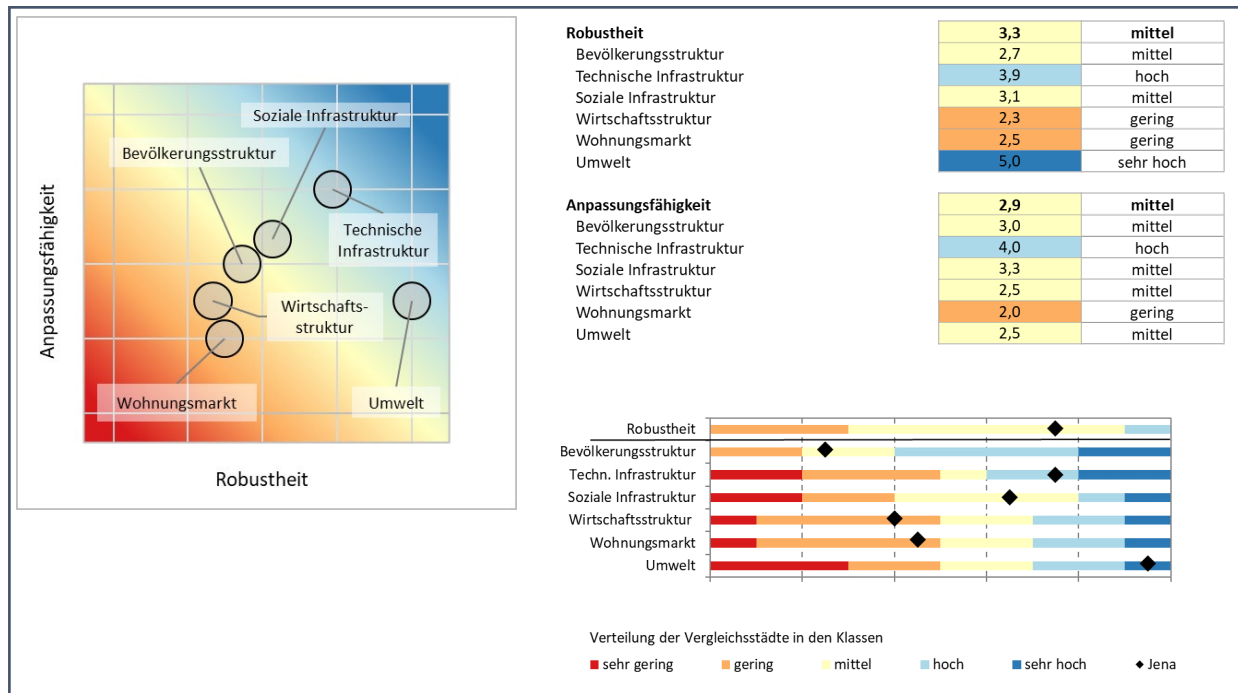 Soziale Infrastruktur
Bevölkerungsstruktur
Technische
Infrastruktur
Wirtschafts-
struktur
Wohnungsmarkt
Umwelt
Anpassungsfähigkeit
Robustheit
Robustheit 3,3 mittel
Bevölkerungsstruktur 2,7 mittel
Technische Infrastruktur 3,9 hoch
Soziale Infrastruktur 3,1 mittel
Wirtschaftsstruktur 2,3 gering
Wohnungsmarkt 2,5 gering
Umwelt 5,0 sehr hoch
Anpassungsfähigkeit 2,9 mittel
Bevölkerungsstruktur 3,0 mittel
Technische Infrastruktur 4,0 hoch
Soziale Infrastruktur 3,3 mittel
Wirtschaftsstruktur 2,5 mittel
Wohnungsmarkt 2,0 gering
Umwelt 2,5 mittel
Robustheit
Bevölkerungsstruktur
Techn. Infrastruktur
Soziale Infrastruktur
Wirtschaftsstruktur
Wohnungsmarkt
Umwelt
Verteilung der Vergleichsstädte in den Klassen
sehr gering gering mittel hoch sehr hoch Jena